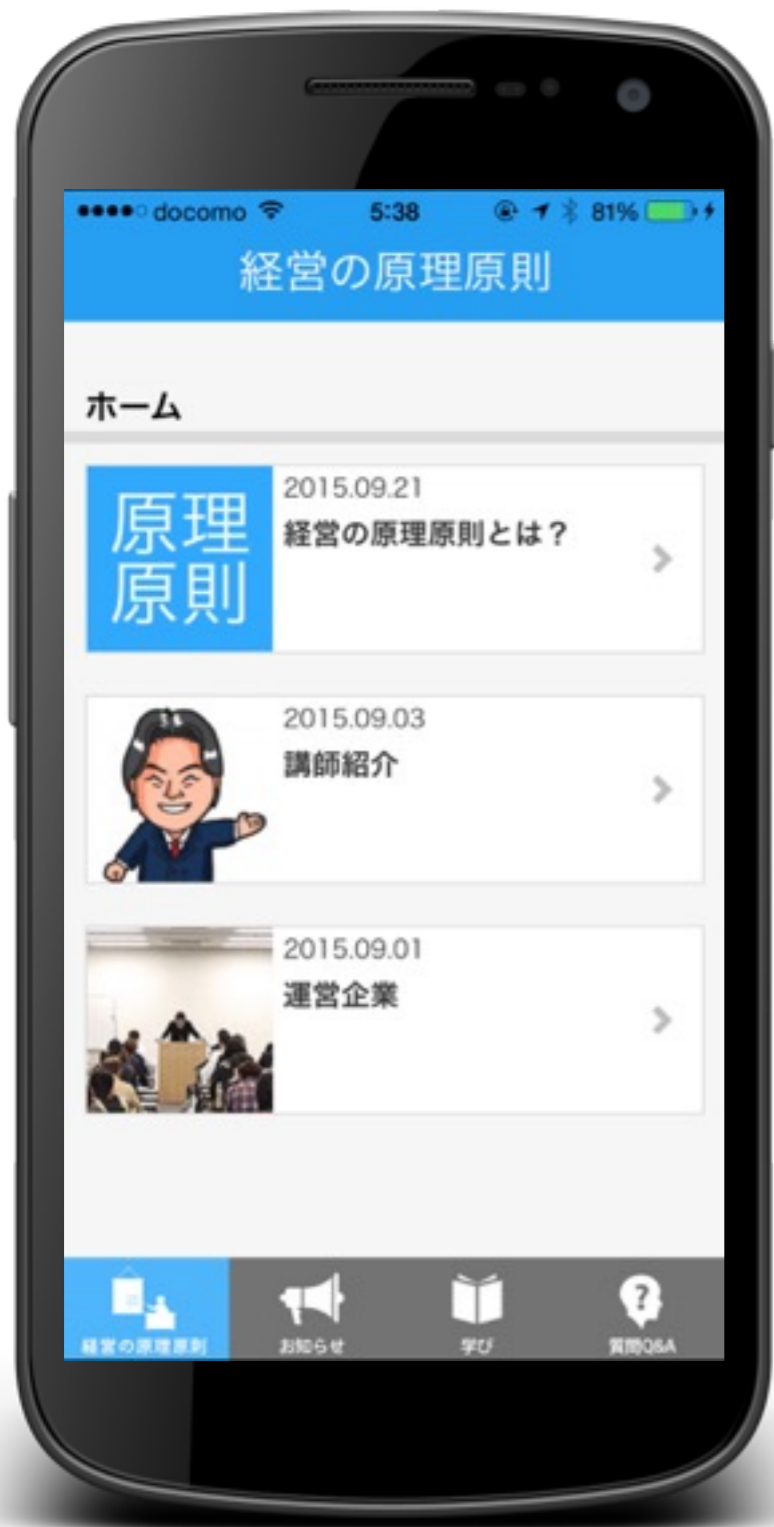 docomo 5:38 81%
経営の原理原則
ホーム
原理
原則
2015.09.21
経営の原理原則とは？
2015.09.03
講師紹介
2015.09.01
運営企業
経営の原理原則 お知らせ 学び 質問Q&A